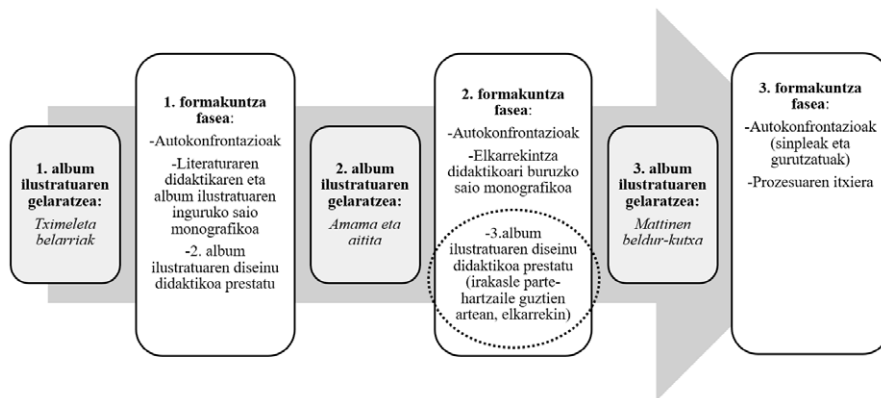 1. album
ilustratuaren
gelaratzea:
Tximeleta
belarriak
1. formakuntza
fasea:
-Autokonfrontazioak
-Literaturaren
didaktikaren eta
album ilustratuaren
inguruko saio
monografikoa
-2. album
ilustratuaren diseinu
didaktikoa prestatu
2. album
ilustratuaren
gelaratzea:
Amama eta
aitita
2. formakuntza
fasea:
-Autokonfrontazioak
-Elkarrekintza
didaktikoari buruzko
saio monografikoa
-3.album
ilustratuaren diseinu
didaktikoa prestatu
(irakasle parte-
hartzaile guztien
artean, elkarrekin)
3. album
ilustratuaren
gelaratzea:
Mattinen
beldur-kutxa
3. formakuntza
fasea:
-Autokonfrontazioak
(sinpleak eta
gurutzatuak)
-Prozesuaren itxiera